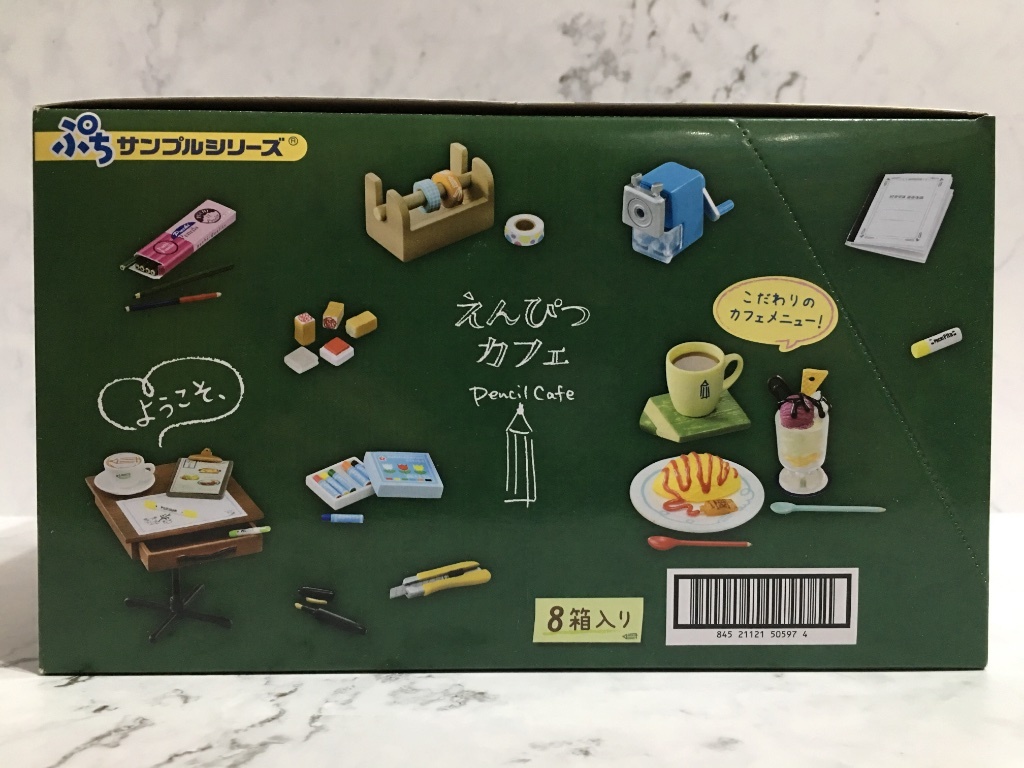 ぷちサンプルシリーズ®
えんぴつ
カフェ
Pencil Cafe
こだわりの
カフェメニュー!
ようこそ、
8箱入り
845 21121 50597 4